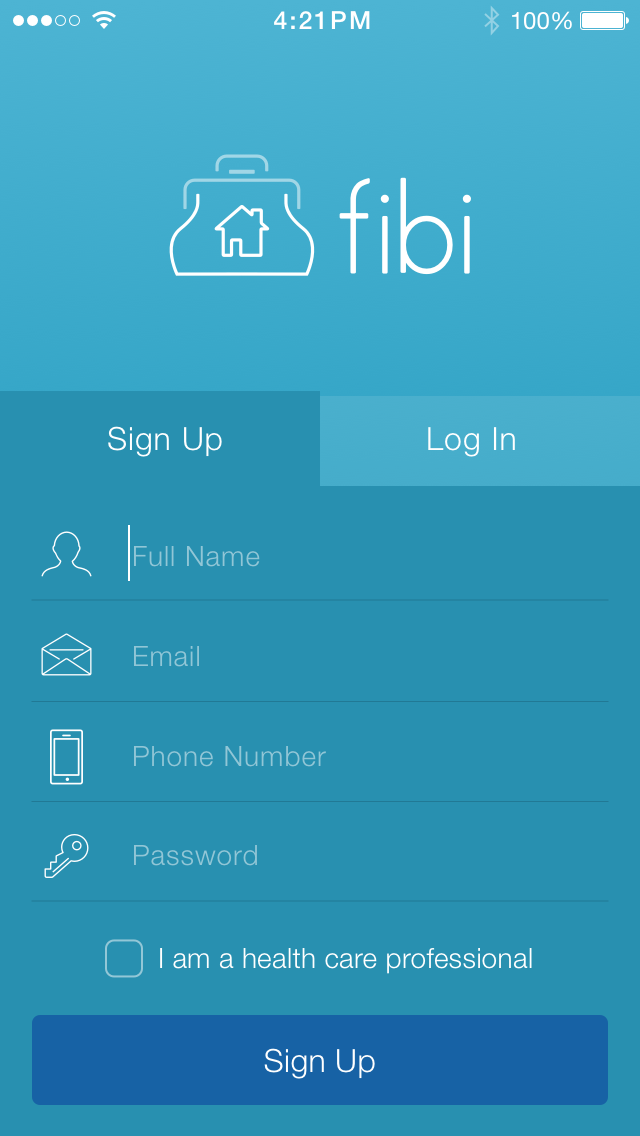 4:21PM 100%
fibi
Sign Up Log In
Full Name
Email
Phone Number
Password
I am a health care professional
Sign Up